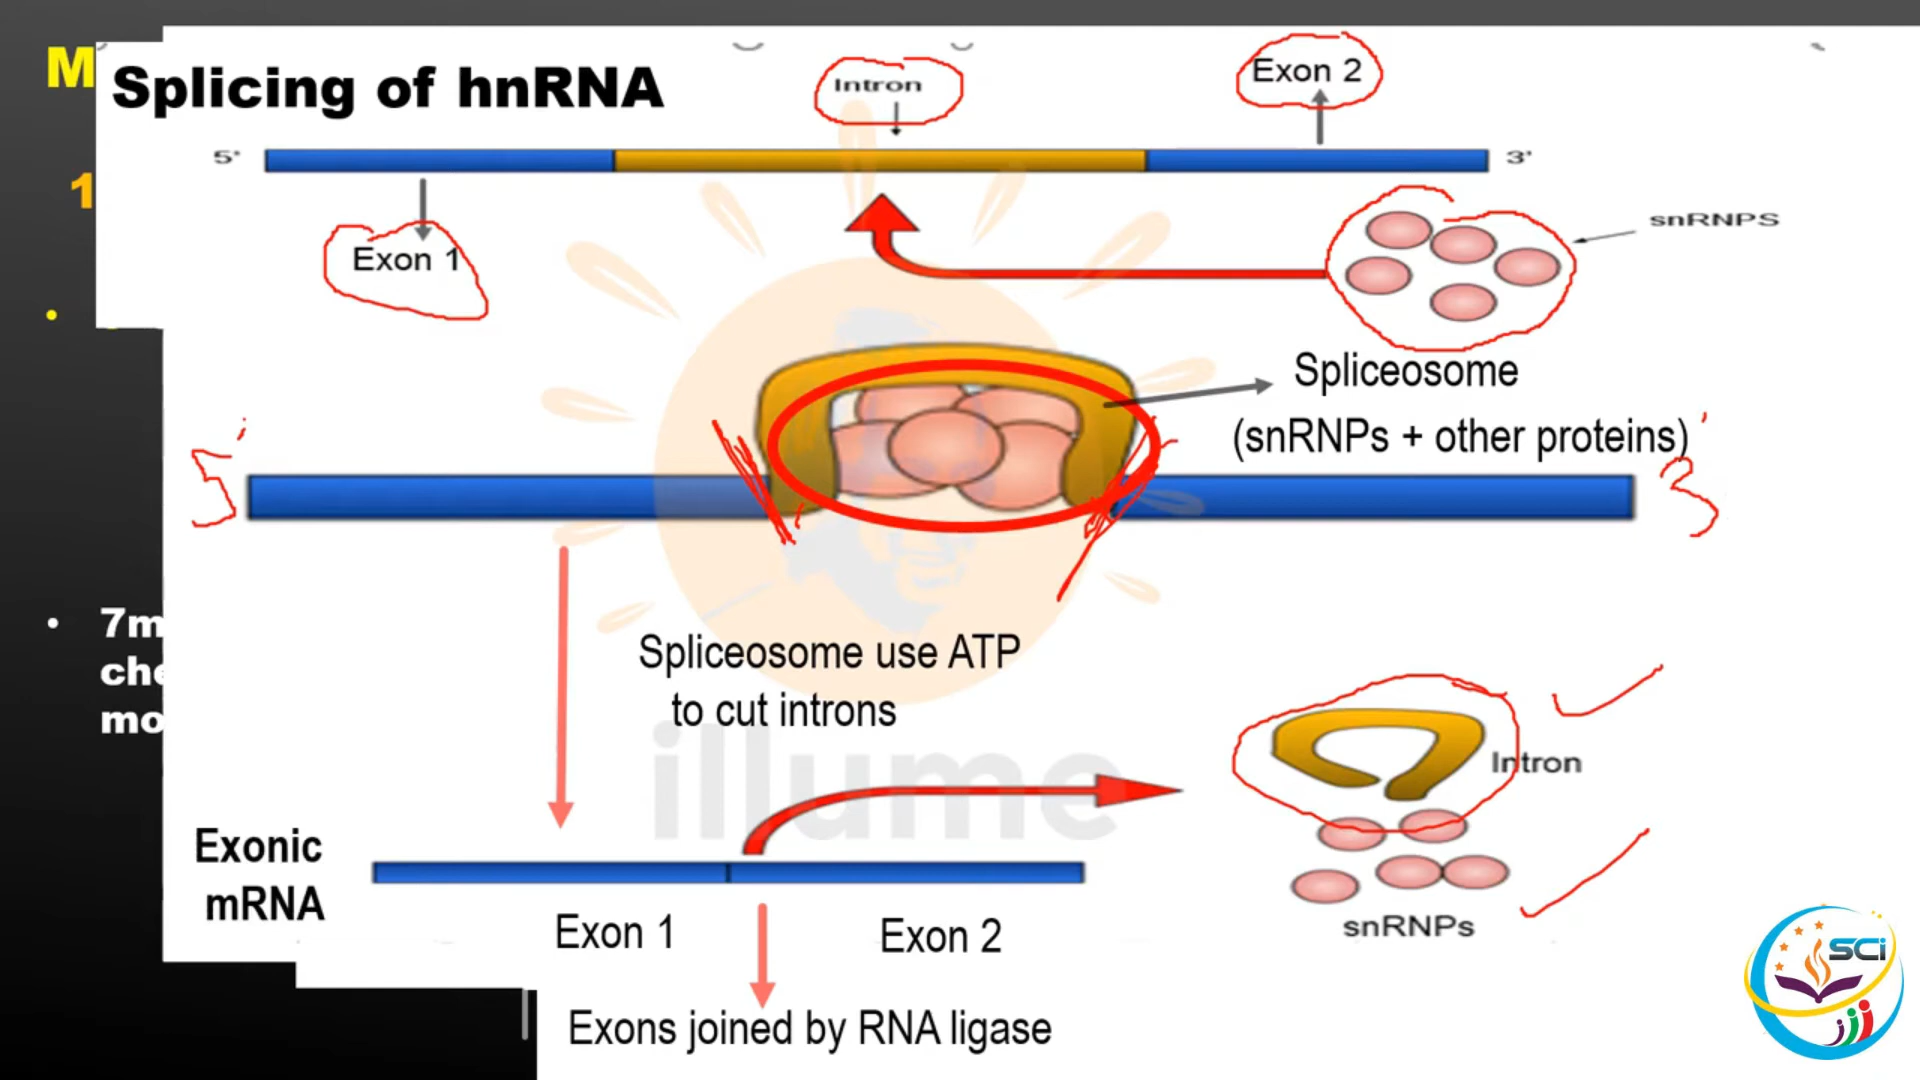 M
Splicing of hnRNA
Intron
Exon 2
5'
3'
1
Exon 1
snRNPS
Spliceosome
(snRNPs + other proteins)
5'
3'
7m
che
mo
Spliceosome use ATP
to cut introns
illume
Intron
Exonic
mRNA
Exon 1
Exon 2
snRNPs
SCi
Exons joined by RNA ligase